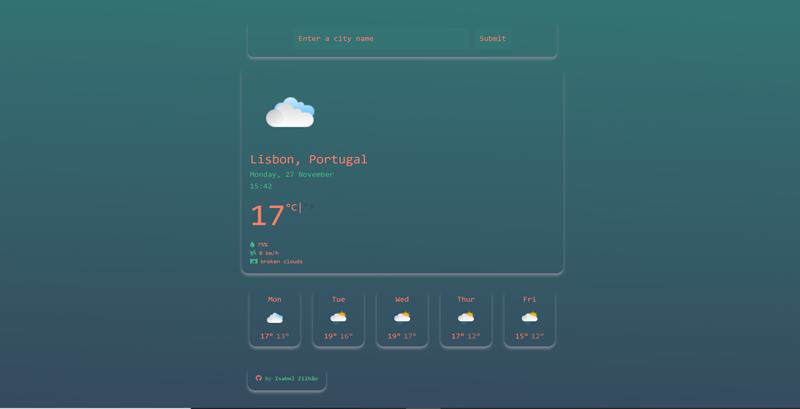 Enter a city name Submit
Lisbon, Portugal
Monday, 27 November
15:42
17°C|°F
75%
8 km/h
broken clouds
Mon Tue Wed Thur Fri
17° 13° 19° 16° 19° 17° 17° 12° 15° 12°
by Isabel Zilhão